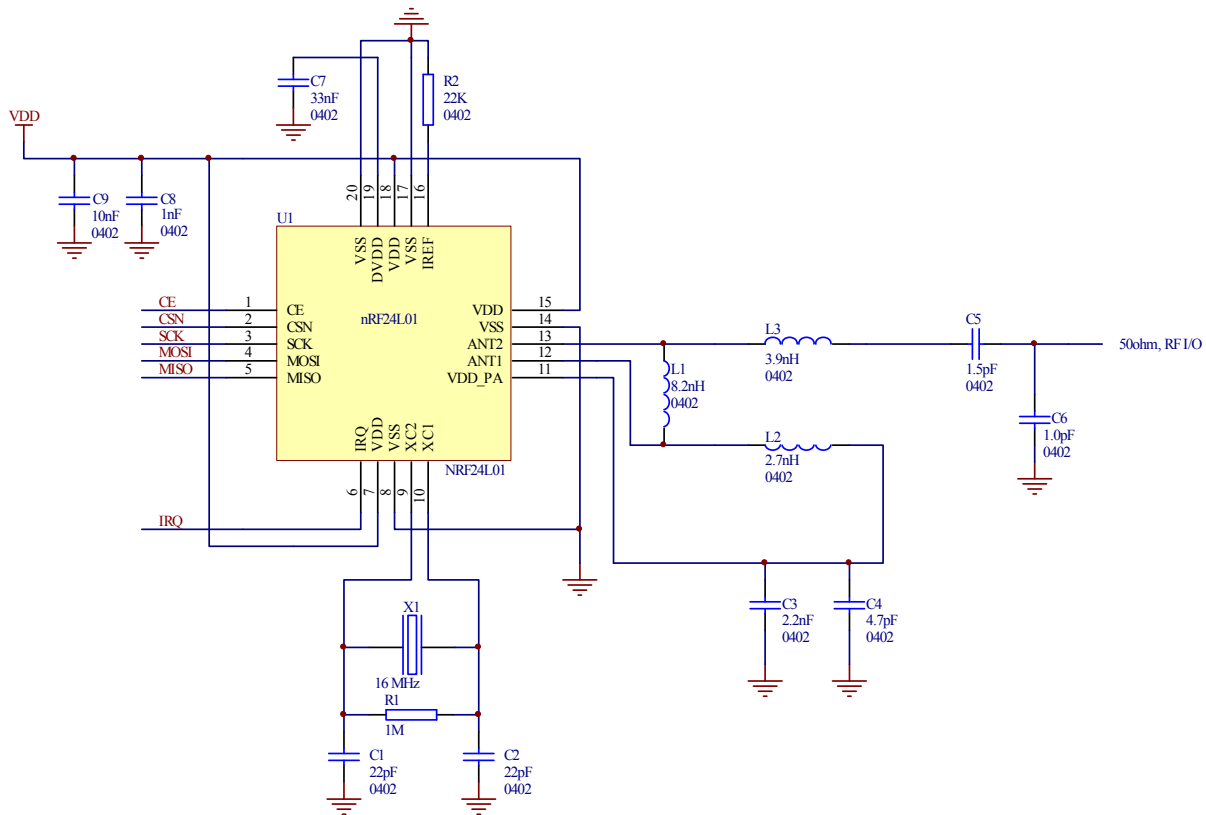 VDD
C7
33nF
0402
R2
22K
0402
C9
10nF
0402
C8
1nF
0402
20
19
18
17
16
U1
VSS
DVDD
VDD
VSS
IREF
nRF24L01
CE
1
CE
CSN
2
CSN
SCK
3
SCK
MOSI
4
MOSI
MISO
5
MISO
VDD
15
VSS
14
ANT2
13
ANT1
12
VDD_PA
11
IRQ
VDD
VSS
XC2
XC1
NRF24L01
6
7
8
9
10
IRQ
L3
3.9nH
0402
C5
1.5pF
0402
50ohm, RF I/O
L1
8.2nH
0402
L2
2.7nH
0402
C6
1.0pF
0402
C3
2.2nF
0402
C4
4.7pF
0402
X1
16 MHz
R1
1M
C1
22pF
0402
C2
22pF
0402